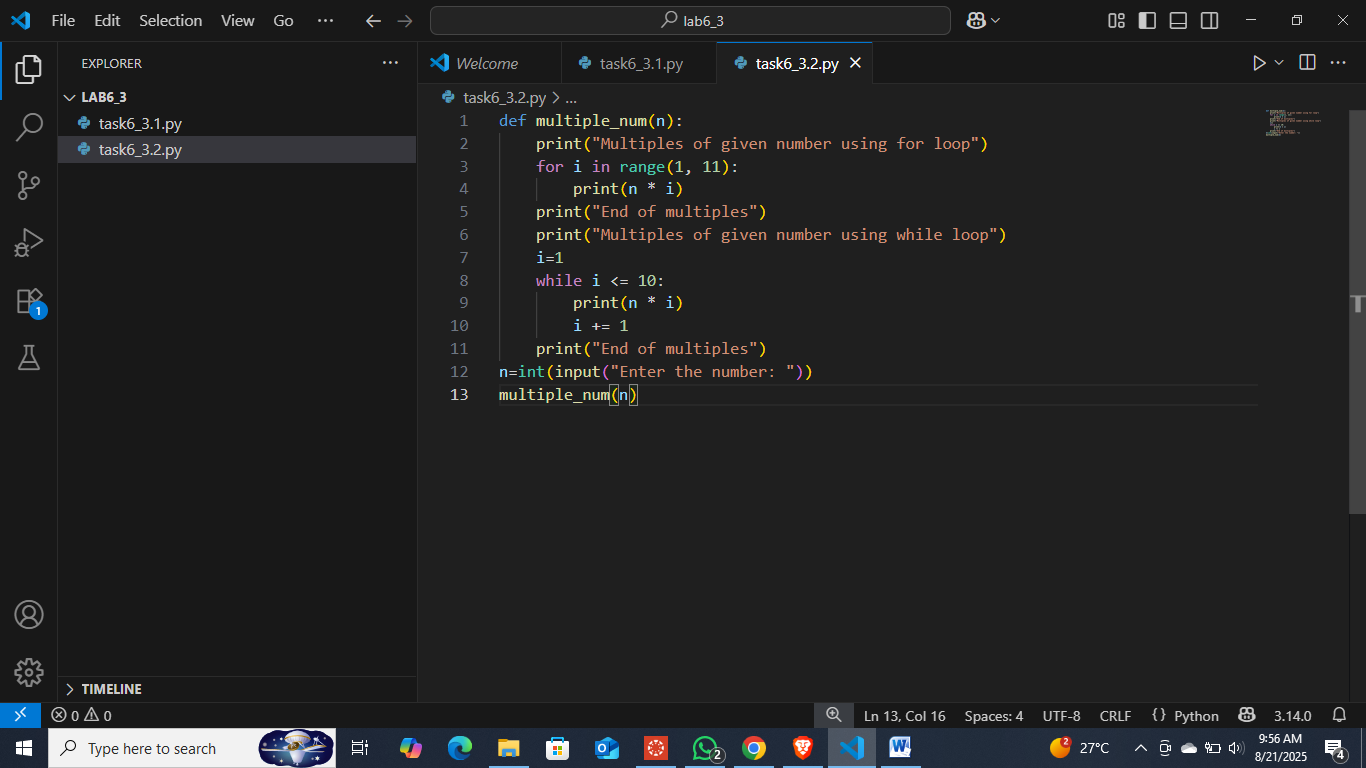 File Edit Selection View Go ··· lab6_3
EXPLORER ···
LAB6_3
task6_3.1.py
task6_3.2.py
TIMELINE
Welcome task6_3.1.py task6_3.2.py
task6_3.2.py > ...
1 def multiple_num(n):
2     print("Multiples of given number using for loop")
3     for i in range(1, 11):
4         print(n * i)
5     print("End of multiples")
6     print("Multiples of given number using while loop")
7     i=1
8     while i <= 10:
9         print(n * i)
10         i += 1
11     print("End of multiples")
12 n=int(input("Enter the number: "))
13 multiple_num(n)
1
0 0 Ln 13, Col 16 Spaces: 4 UTF-8 CRLF {} Python 3.14.0
Type here to search 2 2 27°C 9:56 AM
8/21/2025 4